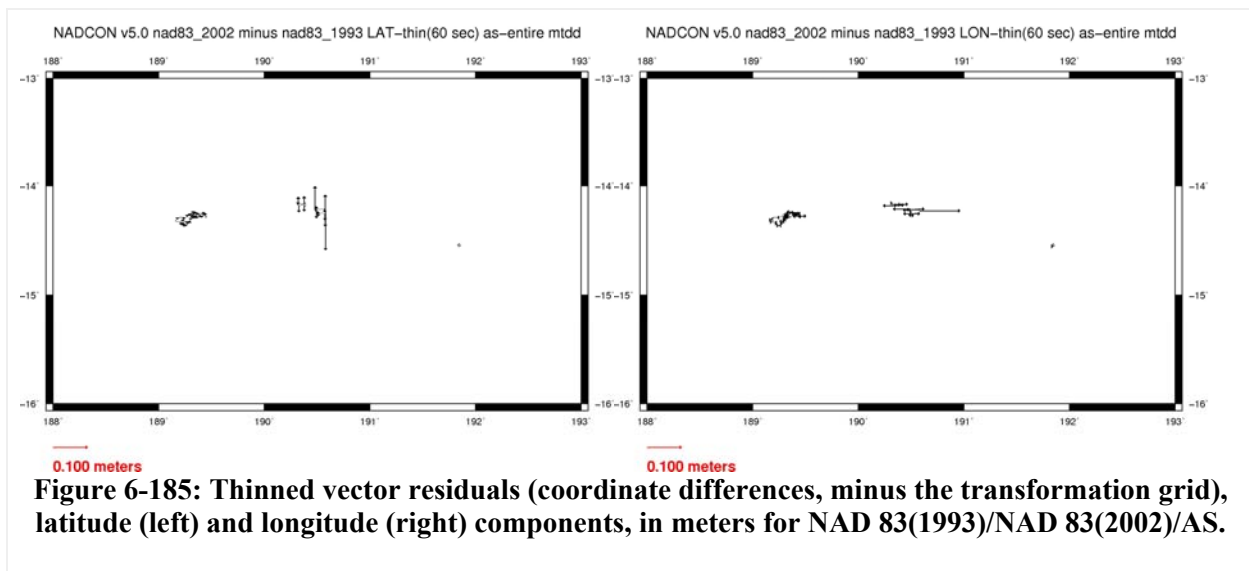 NADCON v5.0 nad83_2002 minus nad83_1993 LAT−thin(60 sec) as−entire mtdd
188˚ 189˚ 190˚ 191˚ 192˚ 193˚
−13˚
−14˚
−15˚
−16˚
188˚ 189˚ 190˚ 191˚ 192˚ 193˚
0.100 meters
NADCON v5.0 nad83_2002 minus nad83_1993 LON−thin(60 sec) as−entire mtdd
188˚ 189˚ 190˚ 191˚ 192˚ 193˚
−13˚ −13˚
−14˚ −14˚
−15˚ −15˚
−16˚ −16˚
188˚ 189˚ 190˚ 191˚ 192˚ 193˚
0.100 meters
Figure 6-185: Thinned vector residuals (coordinate differences, minus the transformation grid),
latitude (left) and longitude (right) components, in meters for NAD 83(1993)/NAD 83(2002)/AS.